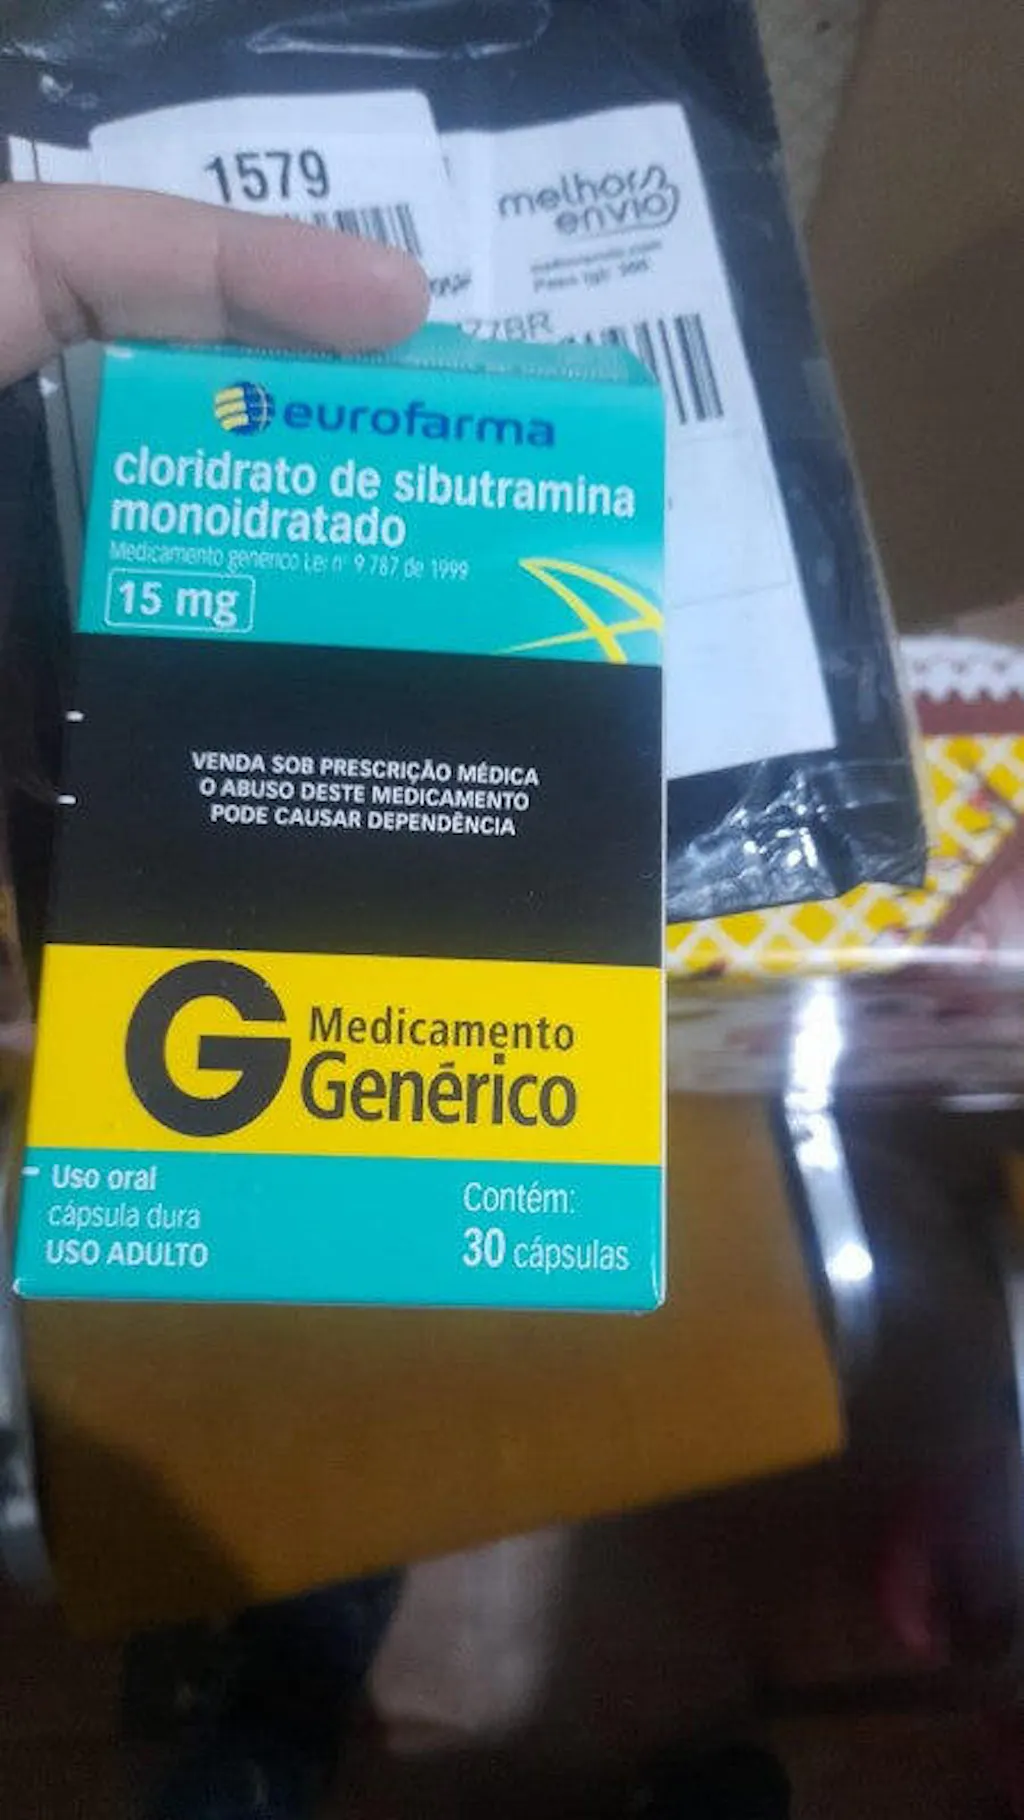 1579
melhor
envio
77BR
eurofarma
cloridrato de sibutramina
monoidratado
Medicamento genérico Lei nº 9.787 de 1999
15 mg
VENDA SOB PRESCRIÇÃO MÉDICA
O ABUSO DESTE MEDICAMENTO
PODE CAUSAR DEPENDÊNCIA
G Medicamento
Genérico
Uso oral
cápsula dura
USO ADULTO
Contém:
30 cápsulas